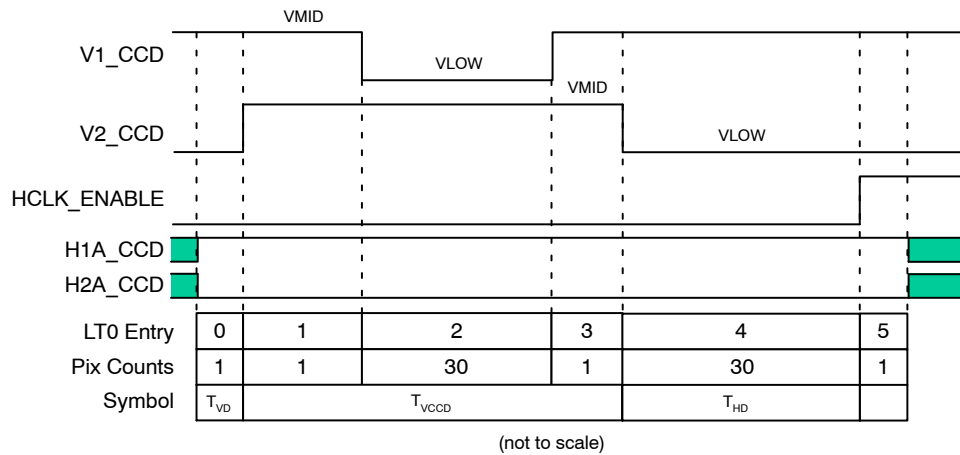 VMID
V1_CCD
VLOW
VMID
V2_CCD
VLOW
HCLK_ENABLE
H1A_CCD
H2A_CCD
LT0 Entry 0 1 2 3 4 5
Pix Counts 1 1 30 1 30 1
Symbol TVD TVCCD THD
(not to scale)